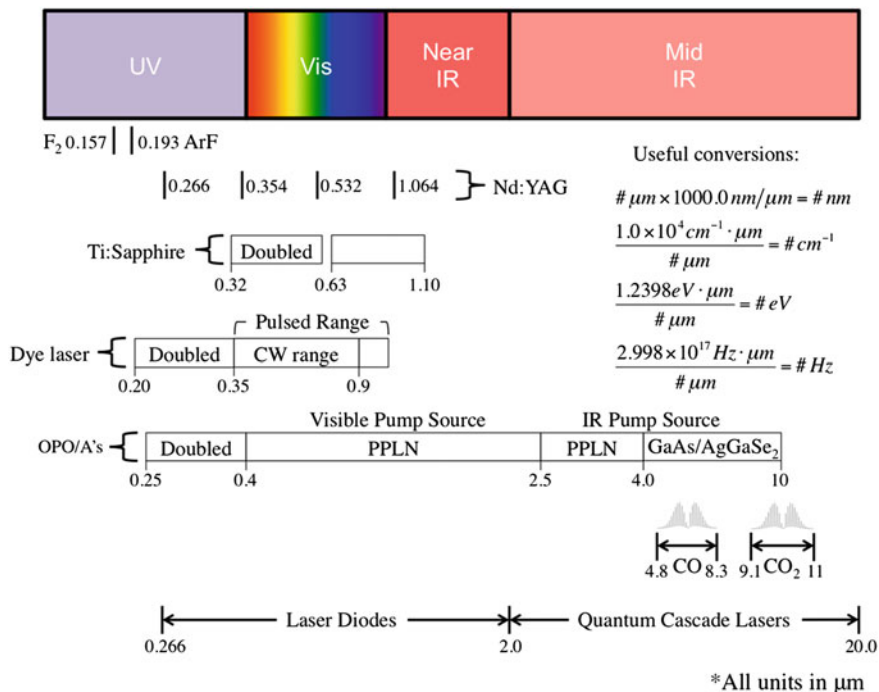 UV
Vis
Near
IR
Mid
IR
F₂ 0.157
0.193 ArF
0.266
0.354
0.532
1.064
Nd:YAG
Ti:Sapphire
Doubled
0.32
0.63
1.10
Pulsed Range
Dye laser
Doubled
CW range
0.20
0.35
0.9
Useful conversions:
# μm × 1000.0 nm/μm = # nm
1.0×10⁴ cm⁻¹ · μm
# μm
= # cm⁻¹
1.2398eV · μm
# μm
= # eV
2.998 × 10¹⁷ Hz · μm
# μm
= # Hz
Visible Pump Source
IR Pump Source
OPO/A's
Doubled
PPLN
PPLN
GaAs/AgGaSe₂
0.25
0.4
2.5
4.0
10
4.8 CO 8.3
9.1 CO₂ 11
Laser Diodes
Quantum Cascade Lasers
0.266
2.0
20.0
*All units in μm